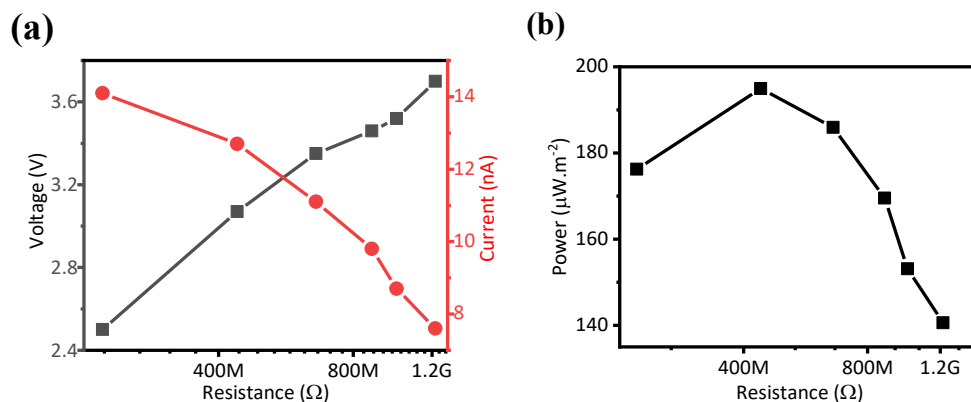 (a)
Voltage (V)
3.6
3.2
2.8
2.4
14
12
10
8
Current (nA)
400M 800M 1.2G
Resistance (Ω)
(b)
Power (μW.m⁻²)
200
180
160
140
400M 800M 1.2G
Resistance (Ω)